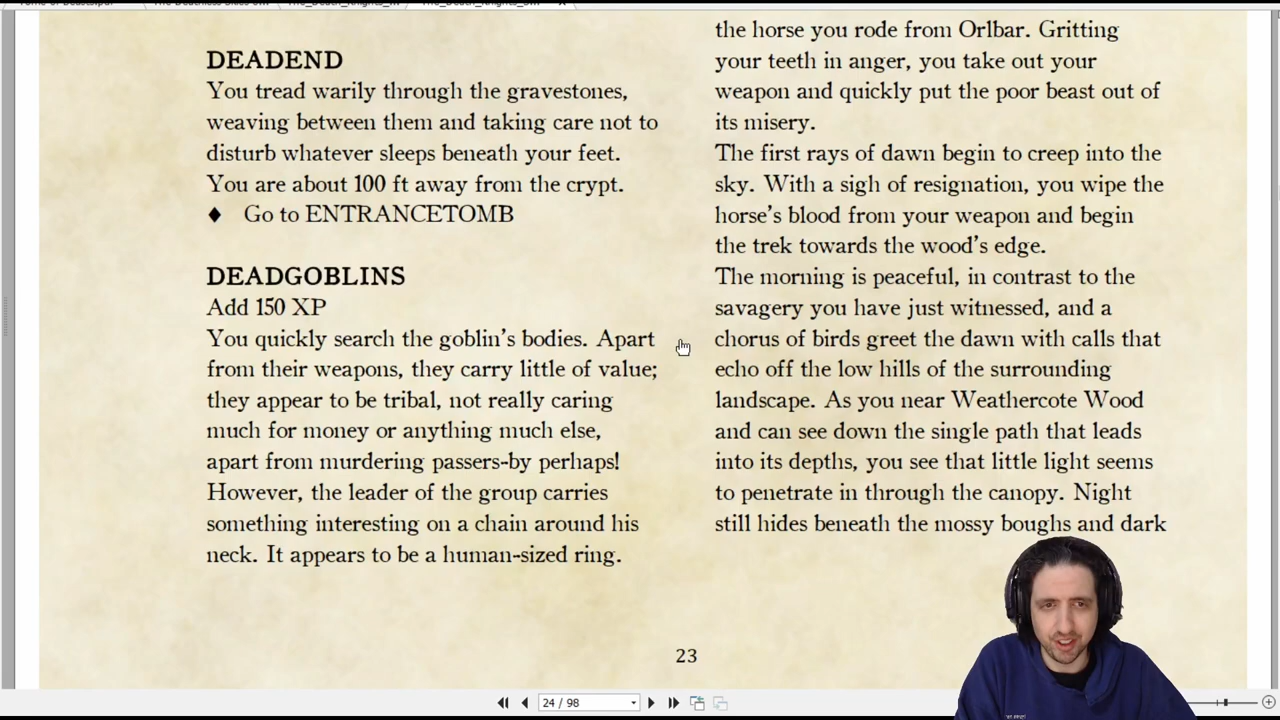 DEADEND
You tread warily through the gravestones,
weaving between them and taking care not to
disturb whatever sleeps beneath your feet.
You are about 100 ft away from the crypt.
♦ Go to ENTRANCETOMB
DEADGOBLINS
Add 150 XP
You quickly search the goblin's bodies. Apart
from their weapons, they carry little of value;
they appear to be tribal, not really caring
much for money or anything much else,
apart from murdering passers-by perhaps!
However, the leader of the group carries
something interesting on a chain around his
neck. It appears to be a human-sized ring.
the horse you rode from Orlbar. Gritting
your teeth in anger, you take out your
weapon and quickly put the poor beast out of
its misery.
The first rays of dawn begin to creep into the
sky. With a sigh of resignation, you wipe the
horse's blood from your weapon and begin
the trek towards the wood's edge.
The morning is peaceful, in contrast to the
savagery you have just witnessed, and a
chorus of birds greet the dawn with calls that
echo off the low hills of the surrounding
landscape. As you near Weathercote Wood
and can see down the single path that leads
into its depths, you see that little light seems
to penetrate in through the canopy. Night
still hides beneath the mossy boughs and dark
23
24 / 98